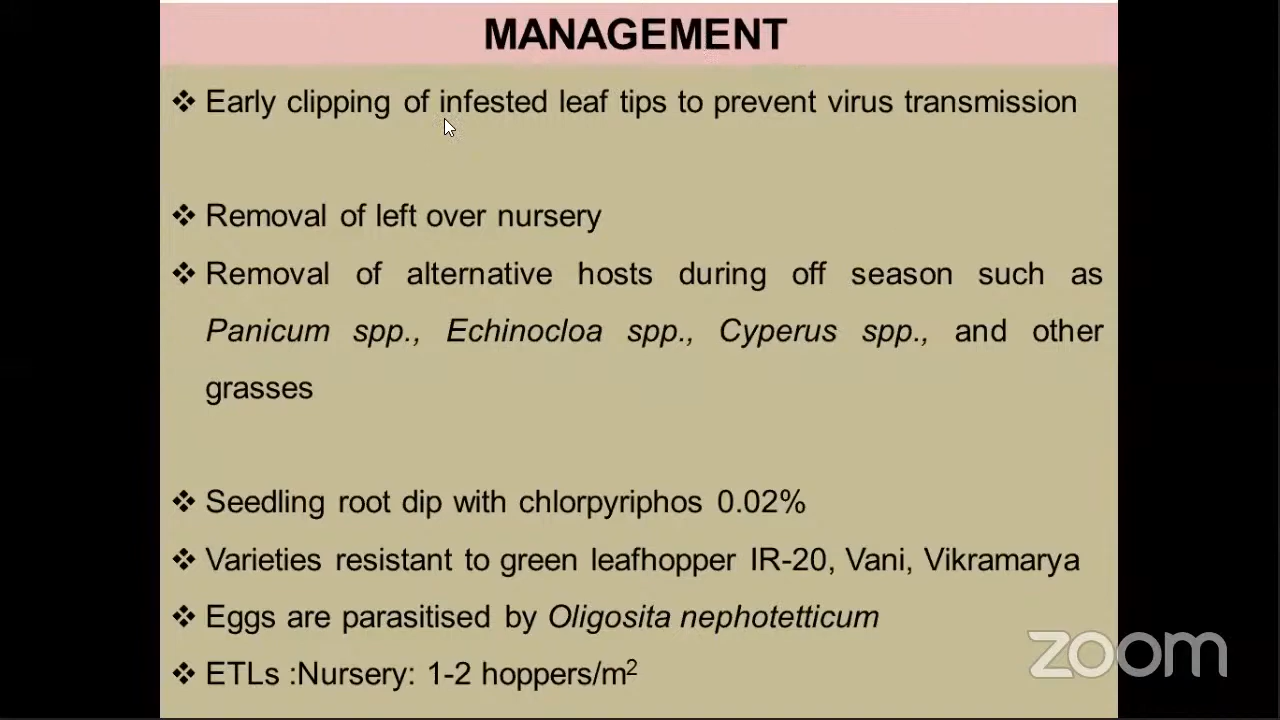 MANAGEMENT
❖ Early clipping of infested leaf tips to prevent virus transmission
❖ Removal of left over nursery
❖ Removal of alternative hosts during off season such as
Panicum spp., Echinocloa spp., Cyperus spp., and other
grasses
❖ Seedling root dip with chlorpyriphos 0.02%
❖ Varieties resistant to green leafhopper IR-20, Vani, Vikramarya
❖ Eggs are parasitised by Oligosita nephotetticum
❖ ETLs :Nursery: 1-2 hoppers/m²
zoom